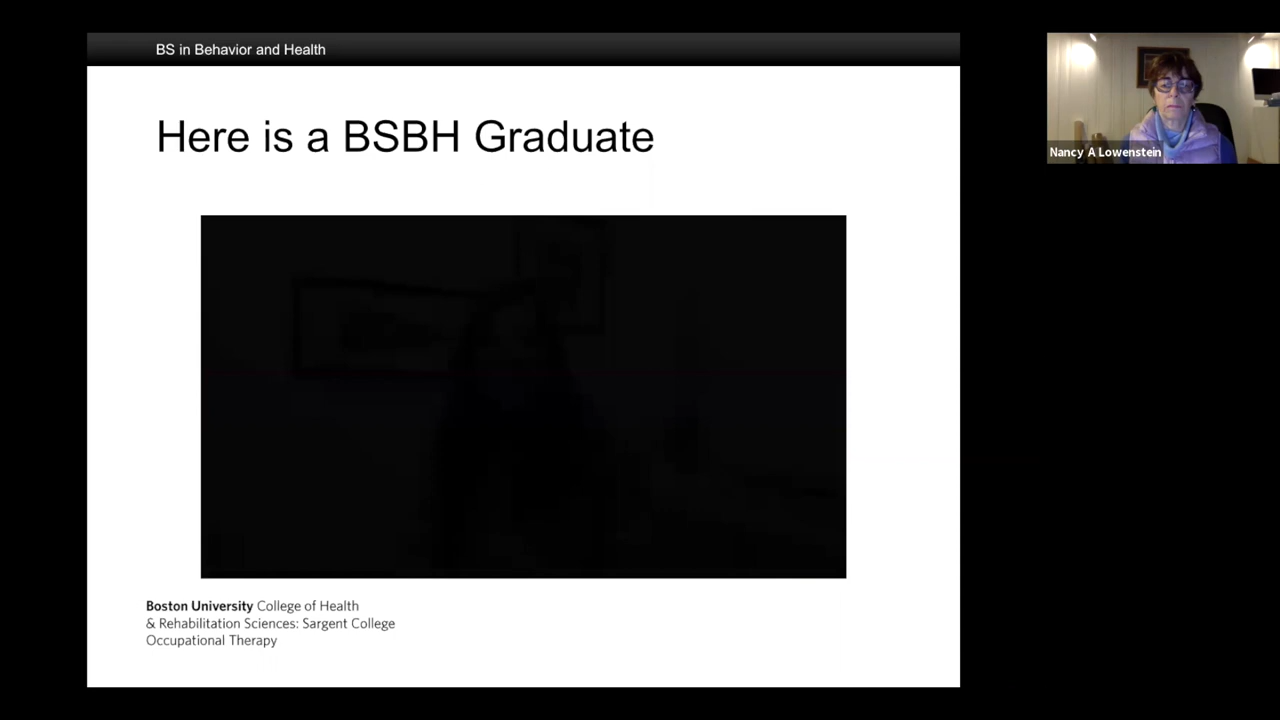 BS in Behavior and Health
Here is a BSBH Graduate
Nancy A Lowenstein
Boston University College of Health
& Rehabilitation Sciences: Sargent College
Occupational Therapy